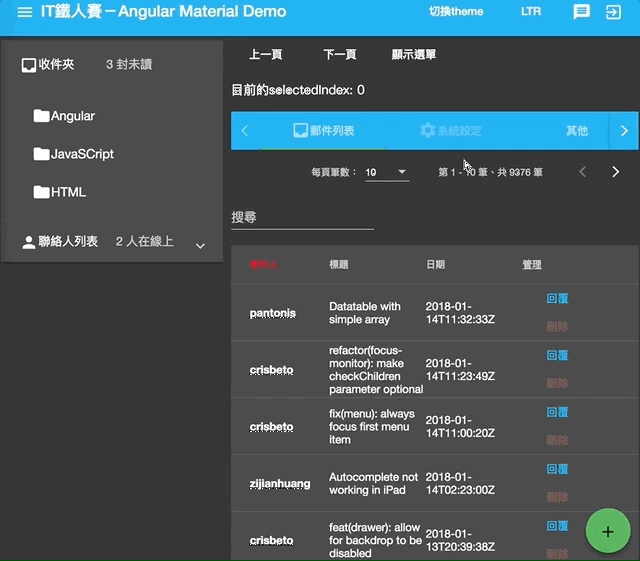 IT鐵人賽 – Angular Material Demo
切換theme
LTR
收件夾
3 封未讀
Angular
JavaSCript
HTML
聯絡人列表
2 人在線上
上一頁
下一頁
顯示選單
目前的selectedIndex: 0
郵件列表
系統設定
其他
每頁筆數：
10
第 1 - 10 筆、共 9376 筆
搜尋
標題
日期
管理
pantonis
Datatable with
simple array
2018-01-
14T11:32:33Z
回覆
刪除
crisbeto
refactor(focus-
monitor): make
checkChildren
parameter optional
2018-01-
14T11:23:49Z
回覆
刪除
crisbeto
fix(menu): always
focus first menu
item
2018-01-
14T11:00:20Z
回覆
刪除
zijianhuang
Autocomplete not
working in iPad
2018-01-
14T02:23:00Z
回覆
刪除
crisbeto
feat(drawer): allow
for backdrop to be
disabled
2018-01-
13T20:39:38Z
回覆
刪除